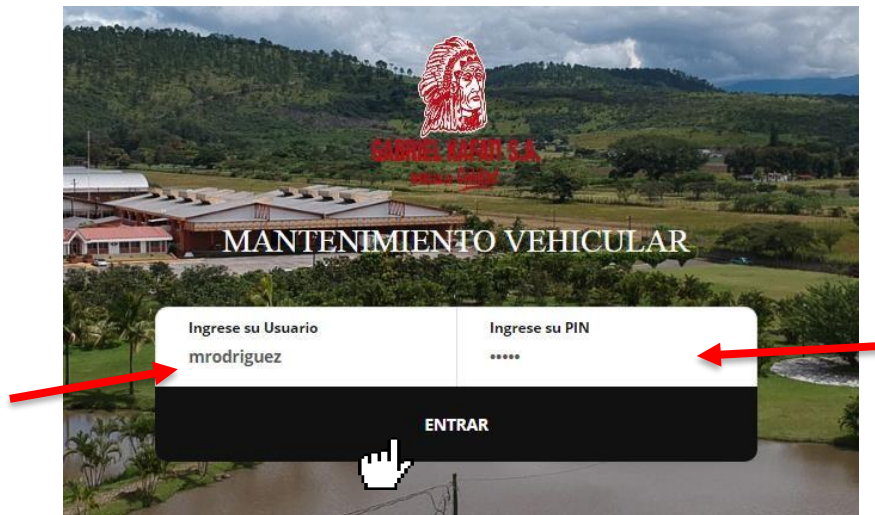 GABRIEL KAFATI S.A.
MANTENIMIENTO VEHICULAR
Ingrese su Usuario
Ingrese su PIN
mrodriguez
•••••
ENTRAR